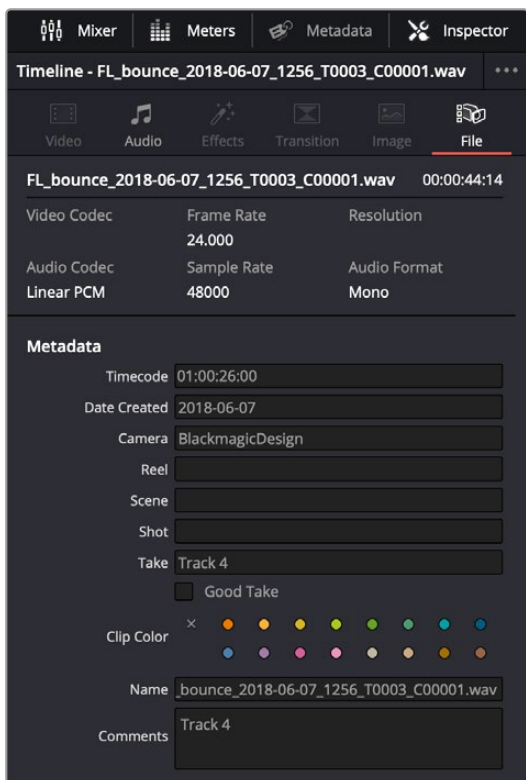 Mixer Meters Metadata Inspector
Timeline - FL_bounce_2018-06-07_1256_T0003_C00001.wav
Video Audio Effects Transition Image File
FL_bounce_2018-06-07_1256_T0003_C00001.wav 00:00:44:14
Video Codec Frame Rate Resolution
24.000
Audio Codec Sample Rate Audio Format
Linear PCM 48000 Mono
Metadata
Timecode 01:00:26:00
Date Created 2018-06-07
Camera BlackmagicDesign
Reel
Scene
Shot
Take Track 4
Good Take
Clip Color
Name _bounce_2018-06-07_1256_T0003_C00001.wav
Comments Track 4